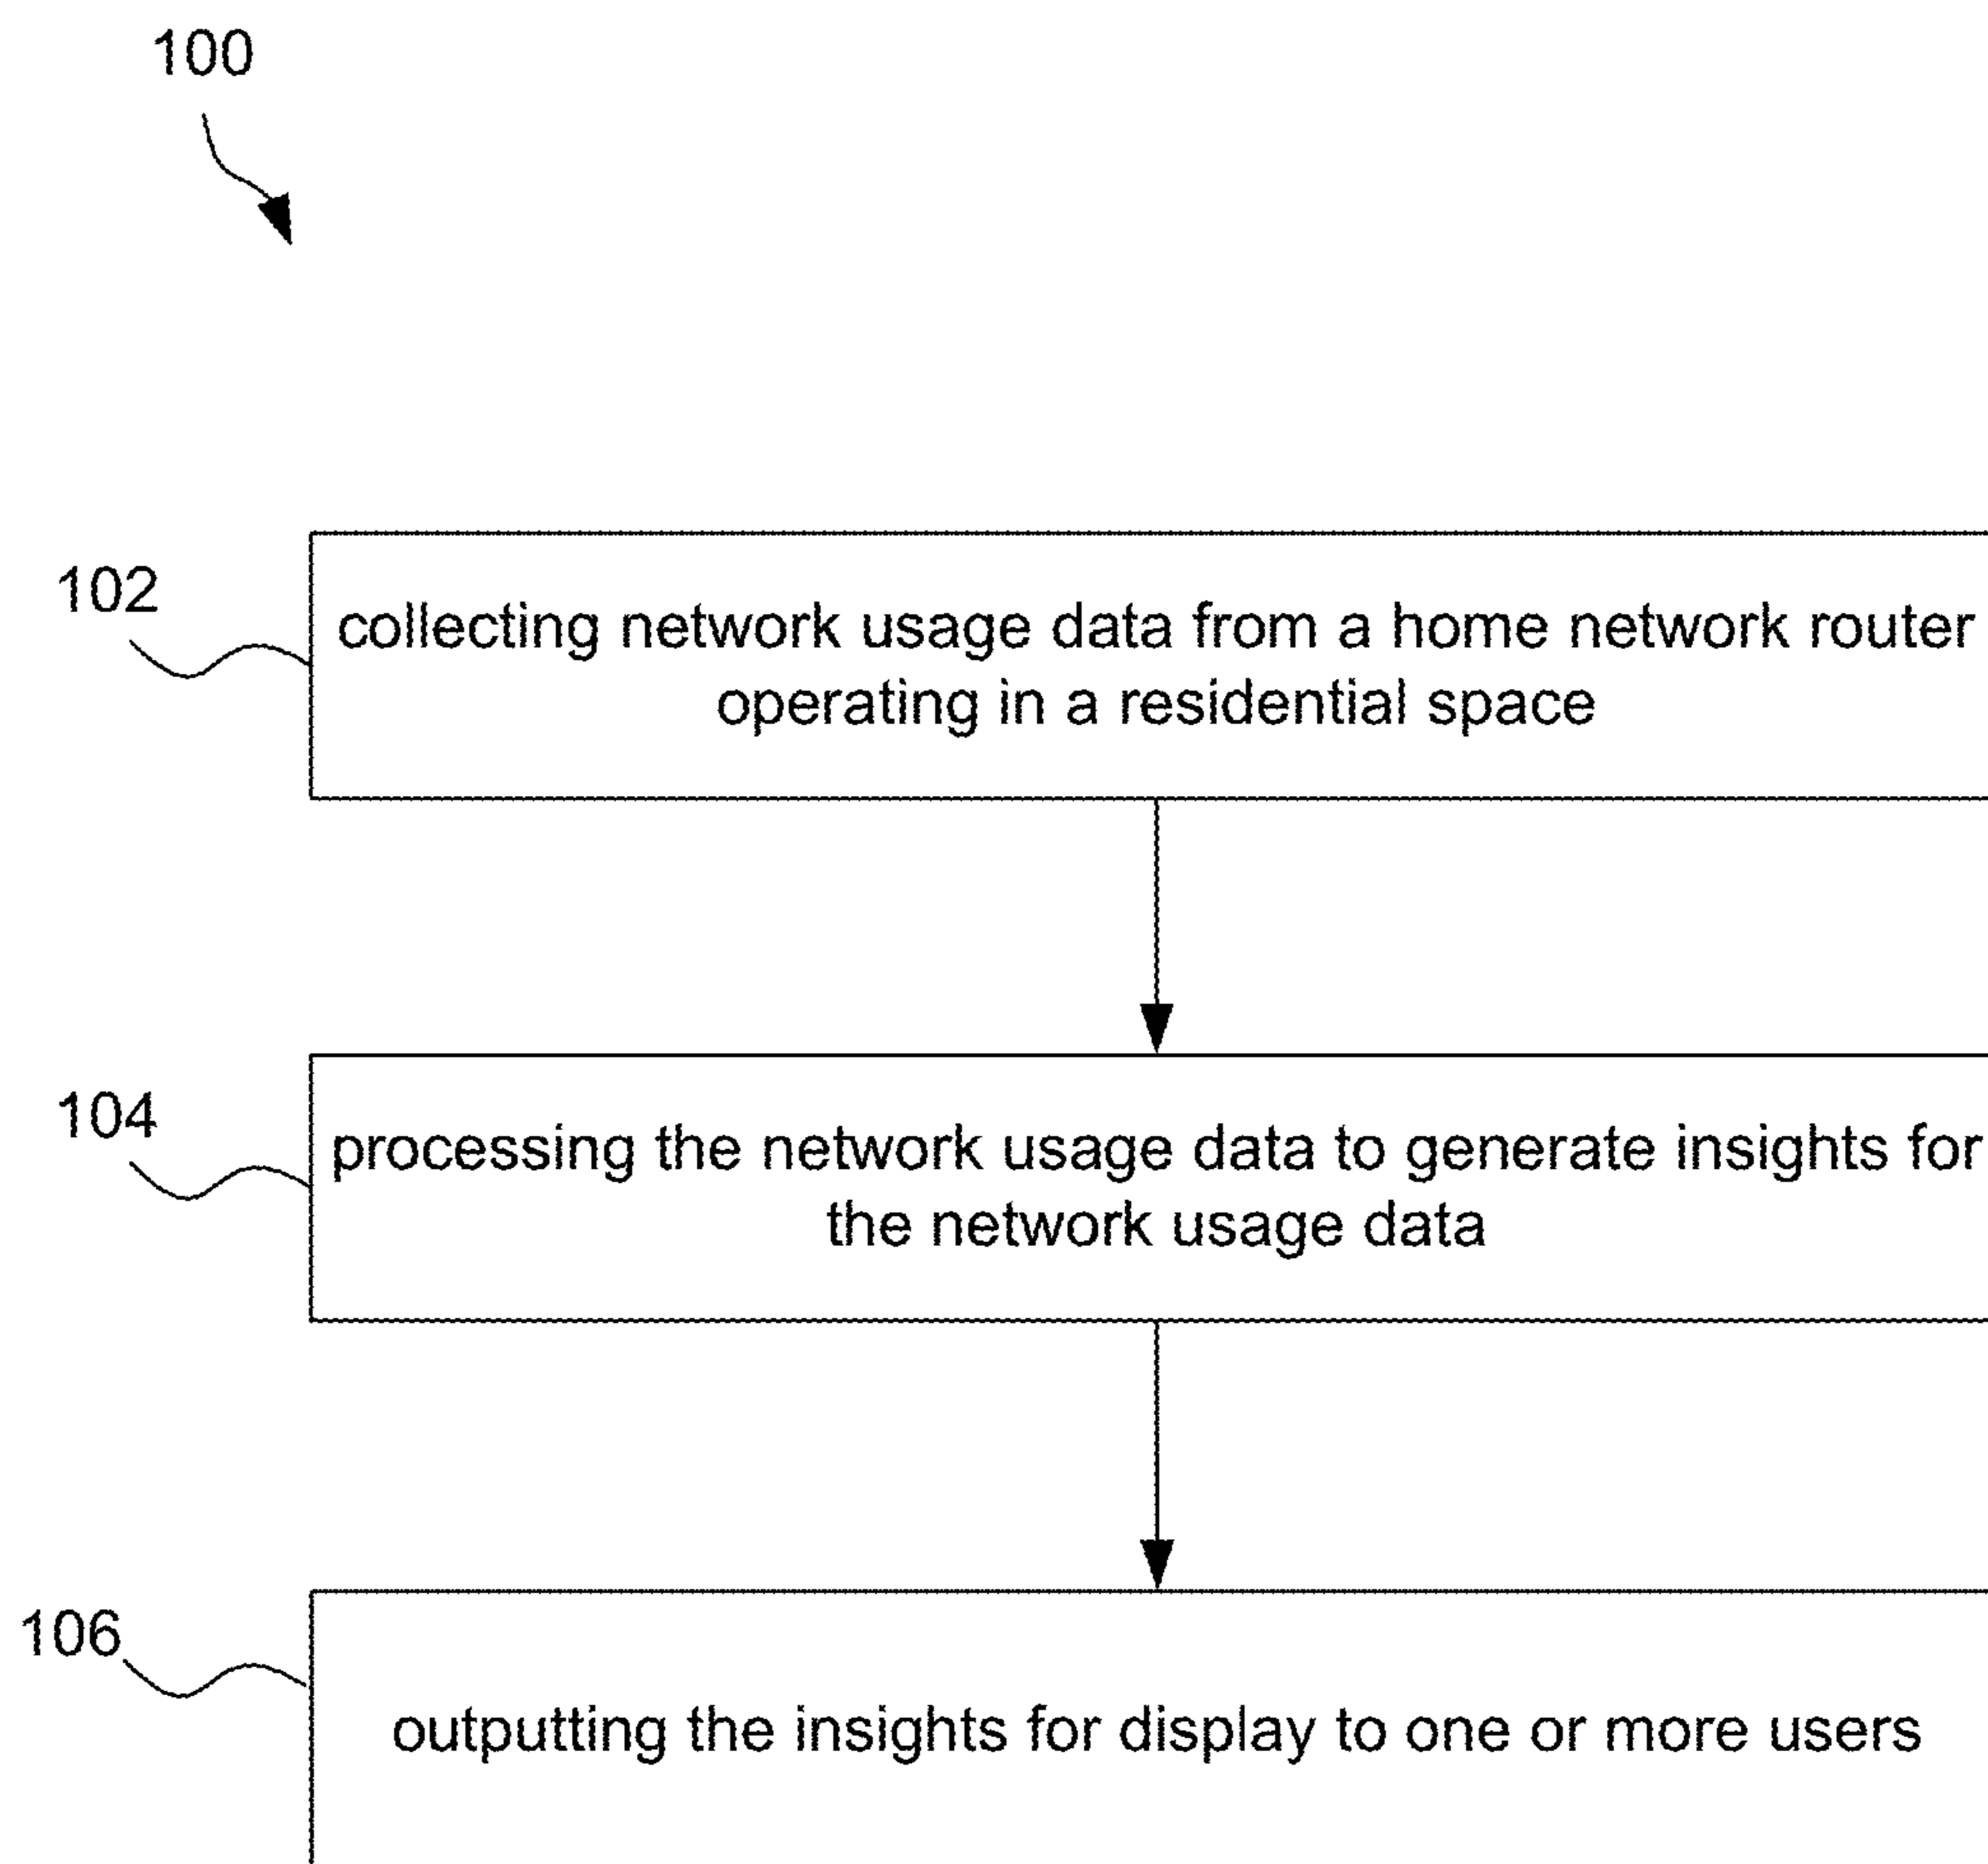 100
102
collecting network usage data from a home network router
operating in a residential space
104
processing the network usage data to generate insights for
the network usage data
106
outputting the insights for display to one or more users